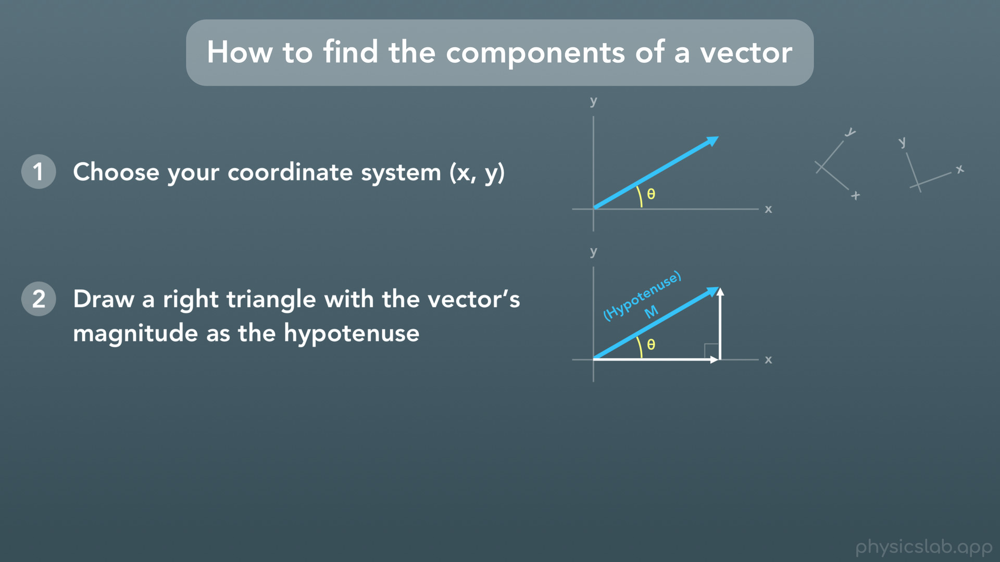 How to find the components of a vector
y
1 Choose your coordinate system (x, y)
θ
x
y
x
y
x
2 Draw a right triangle with the vector’s
magnitude as the hypotenuse
y
(Hypotenuse)
M
θ
x
physicslab.app